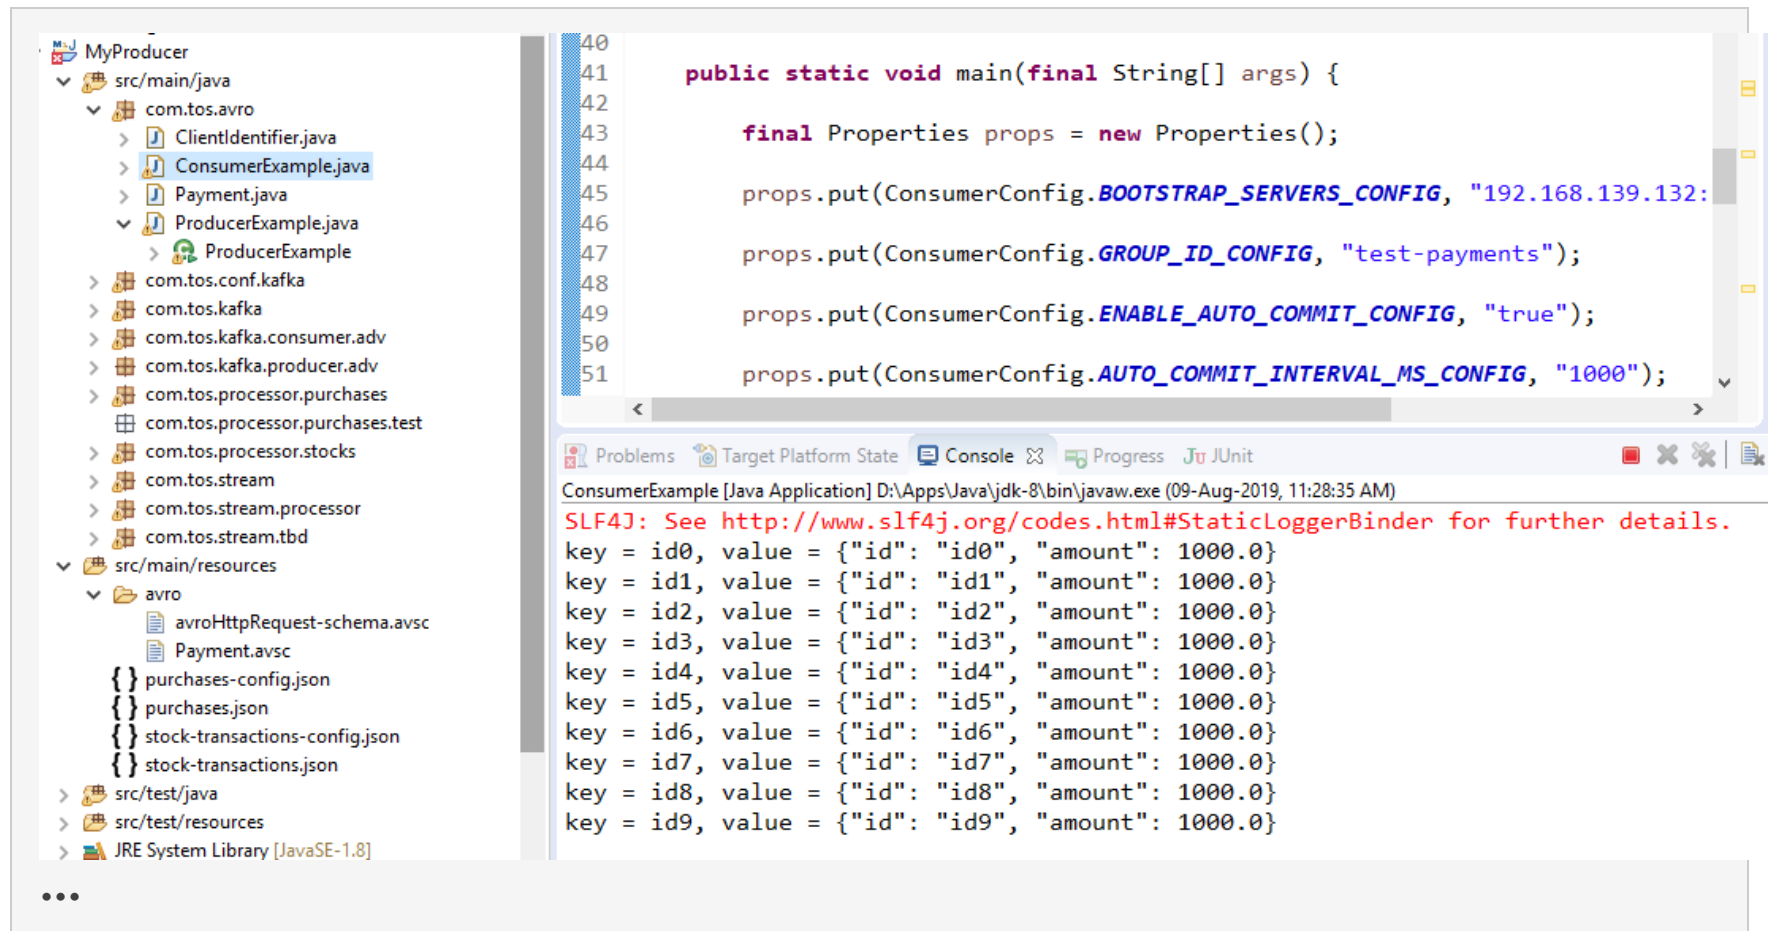 MyProducer
src/main/java
com.tos.avro
ClientIdentifier.java
ConsumerExample.java
Payment.java
ProducerExample.java
ProducerExample
com.tos.conf.kafka
com.tos.kafka
com.tos.kafka.consumer.adv
com.tos.kafka.producer.adv
com.tos.processor.purchases
com.tos.processor.purchases.test
com.tos.processor.stocks
com.tos.stream
com.tos.stream.processor
com.tos.stream.tbd
src/main/resources
avro
avroHttpRequest-schema.avsc
Payment.avsc
purchases-config.json
purchases.json
stock-transactions-config.json
stock-transactions.json
src/test/java
src/test/resources
JRE System Library [JavaSE-1.8]
40
41 public static void main(final String[] args) {
42
43 final Properties props = new Properties();
44
45 props.put(ConsumerConfig.BOOTSTRAP_SERVERS_CONFIG, "192.168.139.132:
46
47 props.put(ConsumerConfig.GROUP_ID_CONFIG, "test-payments");
48
49 props.put(ConsumerConfig.ENABLE_AUTO_COMMIT_CONFIG, "true");
50
51 props.put(ConsumerConfig.AUTO_COMMIT_INTERVAL_MS_CONFIG, "1000");
Problems Target Platform State Console Progress JUnit
ConsumerExample [Java Application] D:\Apps\Java\jdk-8\bin\javaw.exe (09-Aug-2019, 11:28:35 AM)
SLF4J: See http://www.slf4j.org/codes.html#StaticLoggerBinder for further details.
key = id0, value = {"id": "id0", "amount": 1000.0}
key = id1, value = {"id": "id1", "amount": 1000.0}
key = id2, value = {"id": "id2", "amount": 1000.0}
key = id3, value = {"id": "id3", "amount": 1000.0}
key = id4, value = {"id": "id4", "amount": 1000.0}
key = id5, value = {"id": "id5", "amount": 1000.0}
key = id6, value = {"id": "id6", "amount": 1000.0}
key = id7, value = {"id": "id7", "amount": 1000.0}
key = id8, value = {"id": "id8", "amount": 1000.0}
key = id9, value = {"id": "id9", "amount": 1000.0}